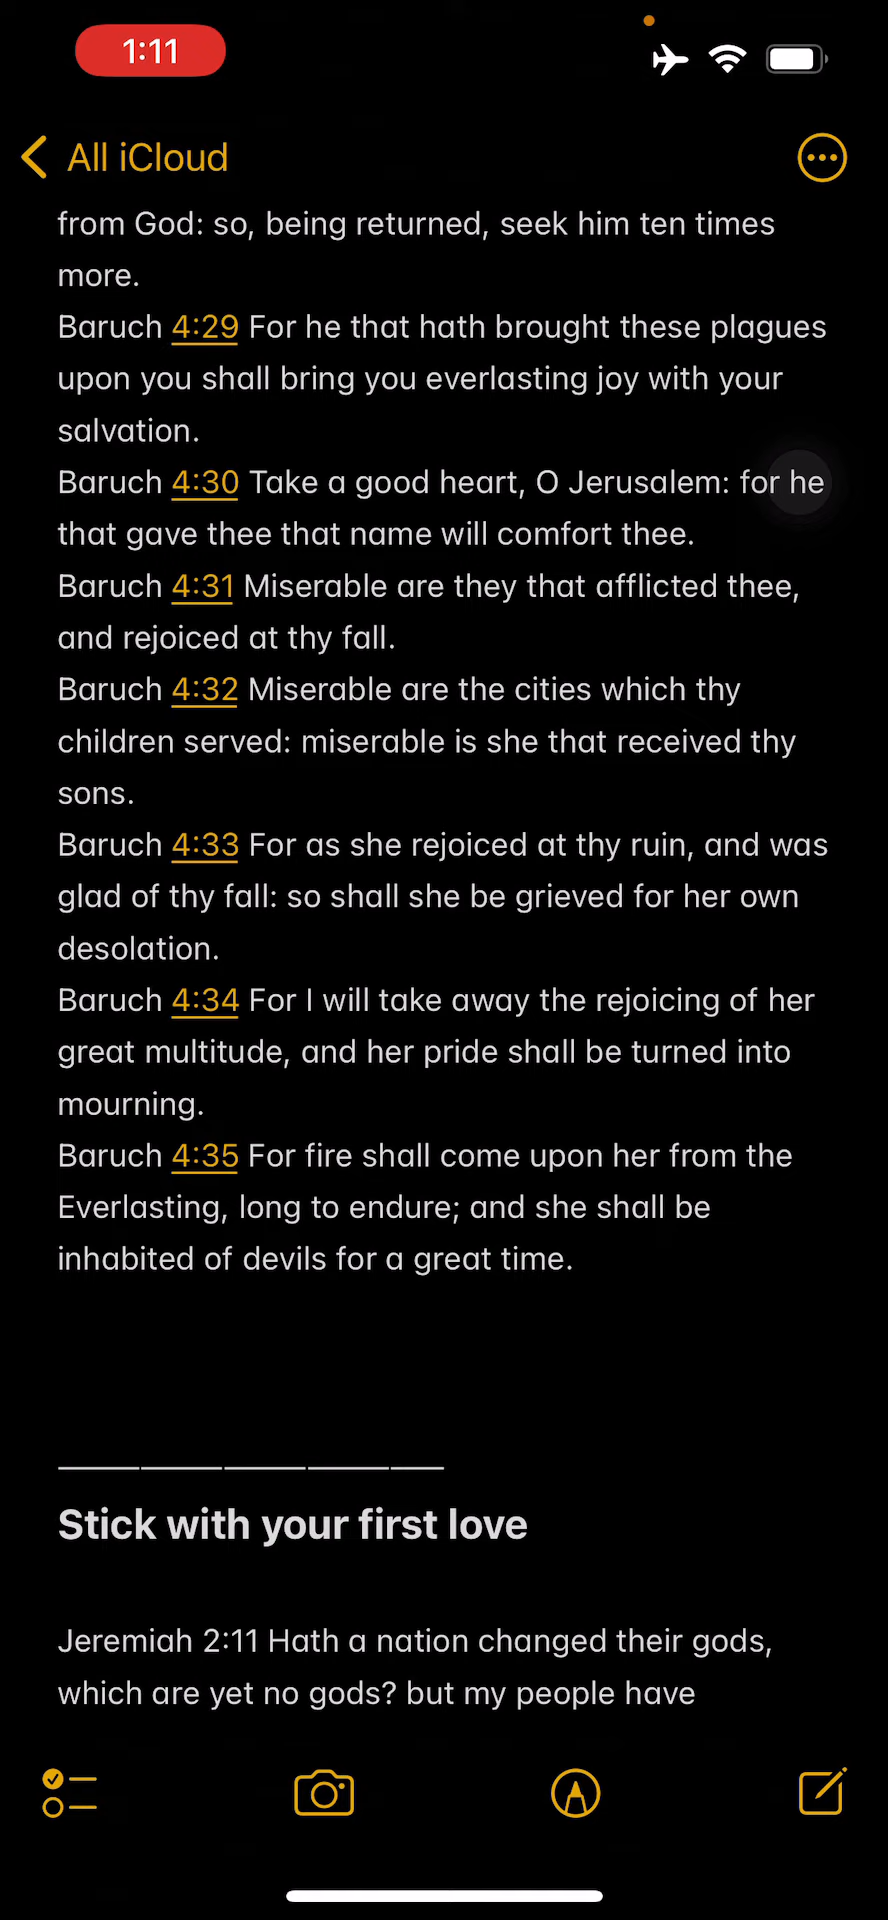 1:11
All iCloud
from God: so, being returned, seek him ten times
more.
Baruch 4:29 For he that hath brought these plagues
upon you shall bring you everlasting joy with your
salvation.
Baruch 4:30 Take a good heart, O Jerusalem: for he
that gave thee that name will comfort thee.
Baruch 4:31 Miserable are they that afflicted thee,
and rejoiced at thy fall.
Baruch 4:32 Miserable are the cities which thy
children served: miserable is she that received thy
sons.
Baruch 4:33 For as she rejoiced at thy ruin, and was
glad of thy fall: so shall she be grieved for her own
desolation.
Baruch 4:34 For I will take away the rejoicing of her
great multitude, and her pride shall be turned into
mourning.
Baruch 4:35 For fire shall come upon her from the
Everlasting, long to endure; and she shall be
inhabited of devils for a great time.
Stick with your first love
Jeremiah 2:11 Hath a nation changed their gods,
which are yet no gods? but my people have